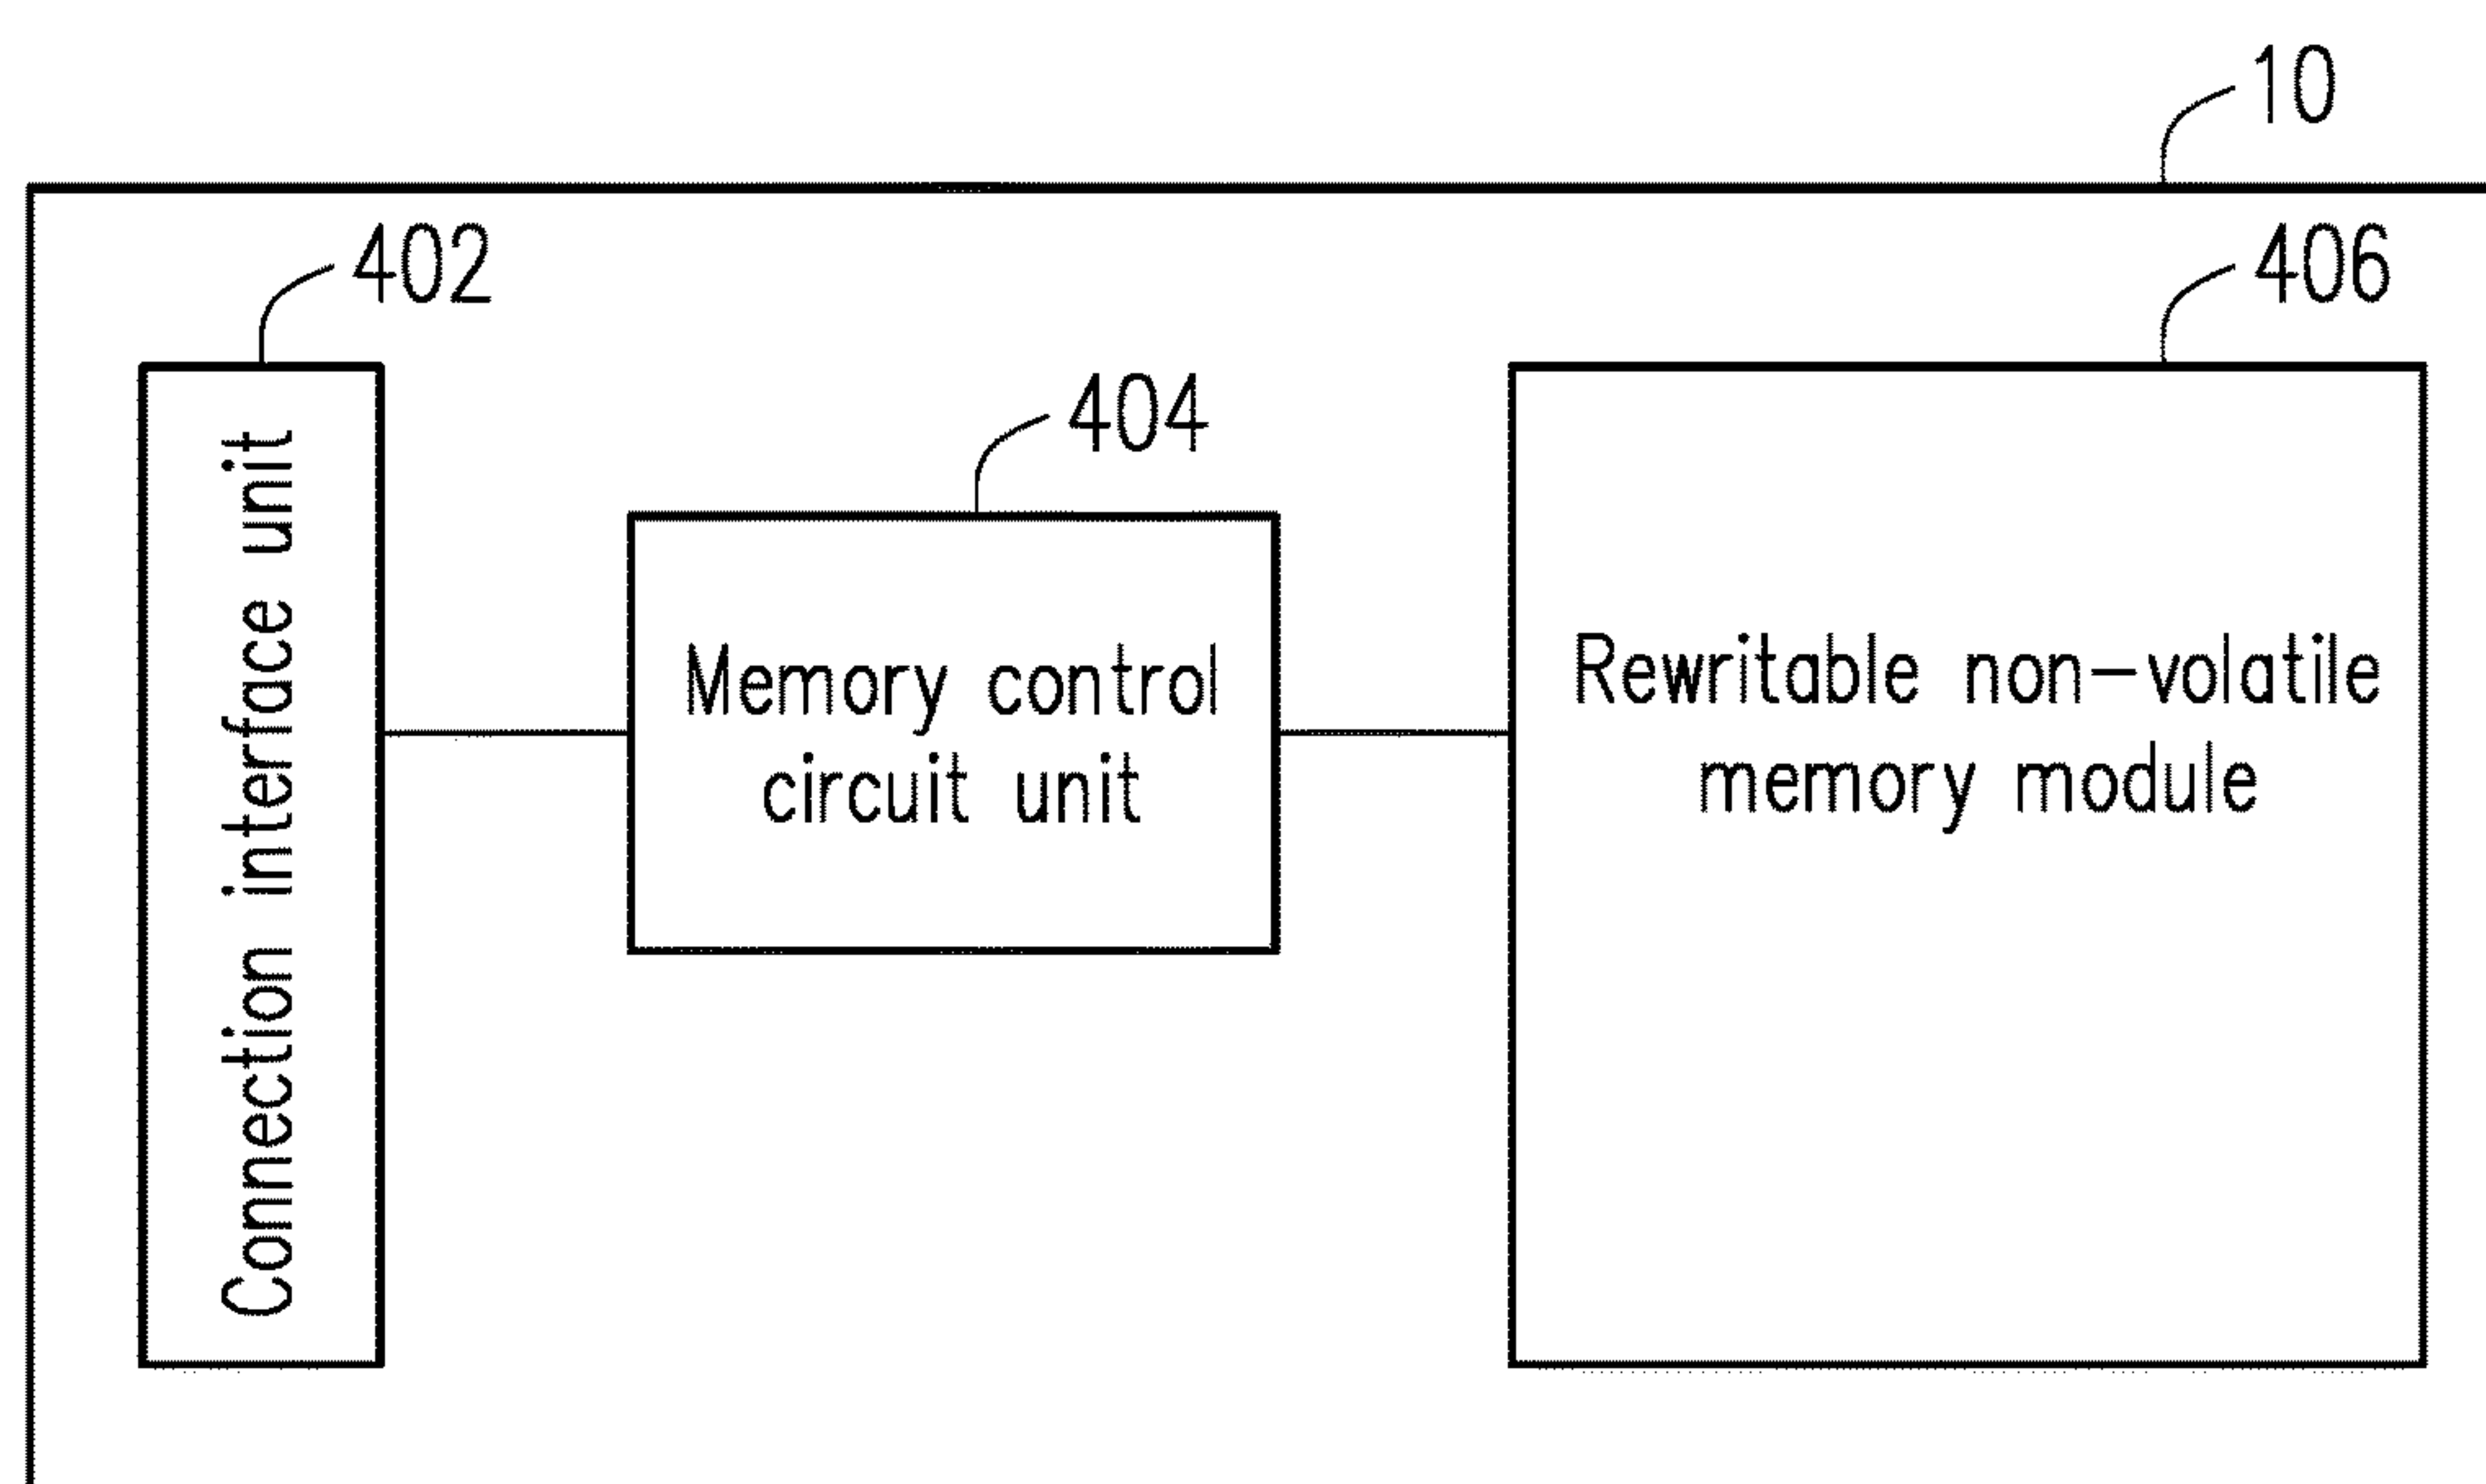 10
402
406
404
Connection interface unit
Memory control
circuit unit
Rewritable non-volatile
memory module